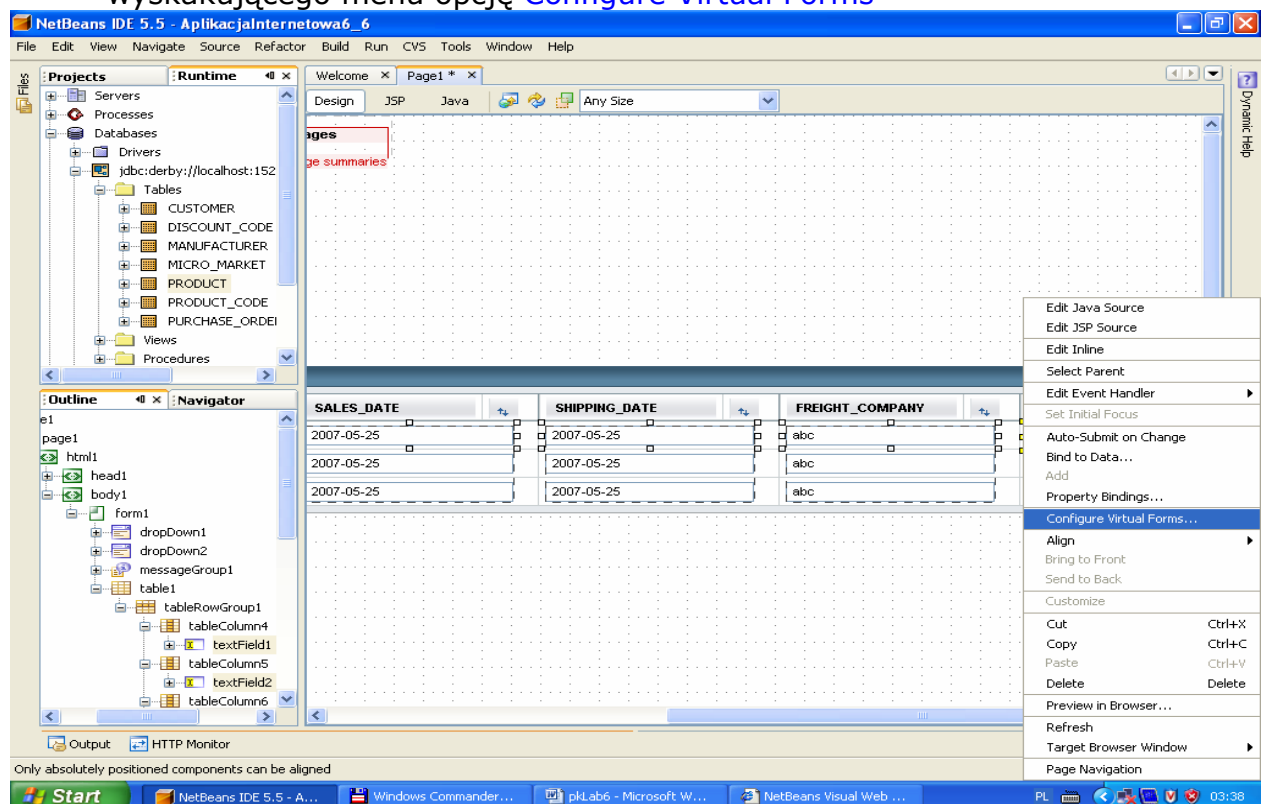 wyskakującego menu opcję Configure Virtual Forms
NetBeans IDE 5.5 - AplikacjaInternetowa6_6
File Edit View Navigate Source Refactor Build Run CVS Tools Window Help
Files
Projects Runtime
Servers
Processes
Databases
Drivers
jdbc:derby://localhost:152
Tables
CUSTOMER
DISCOUNT_CODE
MANUFACTURER
MICRO_MARKET
PRODUCT
PRODUCT_CODE
PURCHASE_ORDEI
Views
Procedures
Outline Navigator
e1
page1
html1
head1
body1
form1
dropDown1
dropDown2
messageGroup1
table1
tableRowGroup1
tableColumn4
textField1
tableColumn5
textField2
tableColumn6
Welcome Page1 *
Design JSP Java Any Size
ages
ge summaries
SALES_DATE SHIPPING_DATE FREIGHT_COMPANY
2007-05-25 2007-05-25 abc
2007-05-25 2007-05-25 abc
2007-05-25 2007-05-25 abc
Dynamic Help
Edit Java Source
Edit JSP Source
Edit Inline
Select Parent
Edit Event Handler
Set Initial Focus
Auto-Submit on Change
Bind to Data...
Add
Property Bindings...
Configure Virtual Forms...
Align
Bring to Front
Send to Back
Customize
Cut Ctrl+X
Copy Ctrl+C
Paste Ctrl+V
Delete Delete
Preview in Browser...
Refresh
Target Browser Window
Page Navigation
Output HTTP Monitor
Only absolutely positioned components can be aligned
Start NetBeans IDE 5.5 - A... Windows Commander... pkLab6 - Microsoft W... NetBeans Visual Web ... PL 03:38